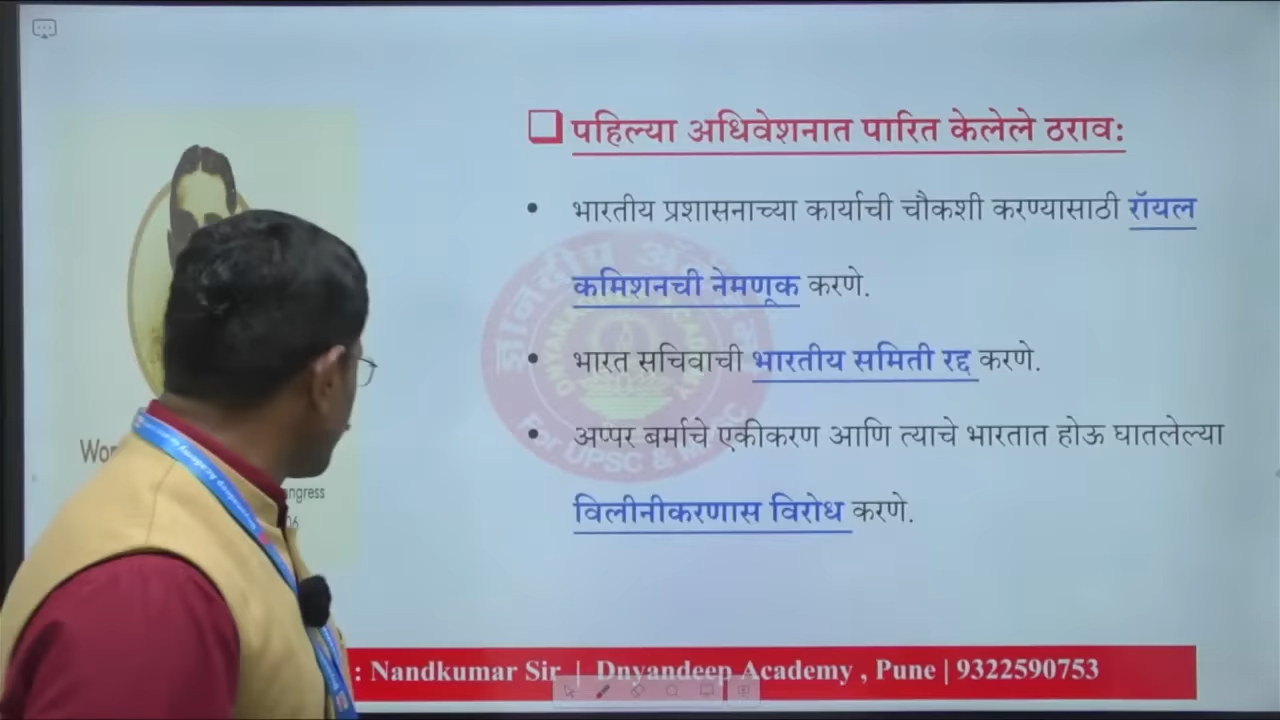 ❑ पहिल्या अधिवेशनात पारित केलेले ठराव:
• भारतीय प्रशासनाच्या कार्याची चौकशी करण्यासाठी रॉयल
कमिशनची नेमणूक करणे.
• भारत सचिवाची भारतीय समिती रद्द करणे.
• अप्पर बर्माचे एकीकरण आणि त्याचे भारतात होऊ घातलेल्या
विलीनीकरणास विरोध करणे.
For UPSC &
: Nandkumar Sir | Dnyandeep Academy , Pune | 9322590753